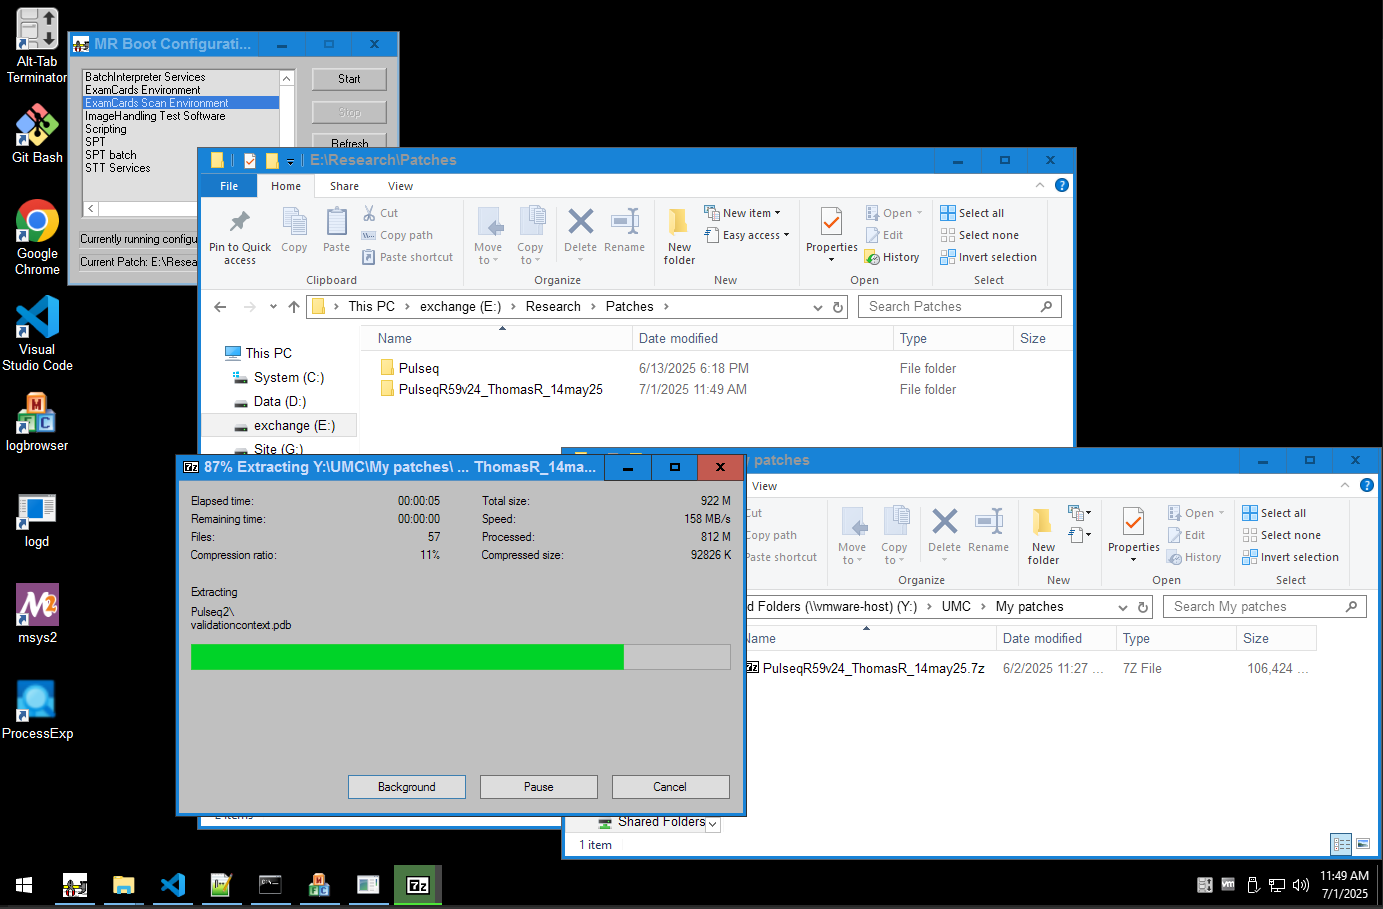 Alt-Tab
Terminator
Git Bash
Google
Chrome
Visual
Studio Code
logbrowser
logd
msys2
ProcessExp
MR Boot Configurati...
BatchInterpreter Services
ExamCards Environment
ExamCards Scan Environment
ImageHandling Test Software
Scripting
SPT
SPT batch
STT Services
Start
Stop
Refresh
Currently running configu
Current Patch: E:\Resea
E:\Research\Patches
File Home Share View
Pin to Quick
access
Copy
Paste
Cut
Copy path
Paste shortcut
Clipboard
Move
to
Copy
to
Delete
Rename
Organize
New
folder
New item
Easy access
New
Properties
Open
Edit
History
Open
Select all
Select none
Invert selection
Select
This PC exchange (E:) Research Patches
Search Patches
This PC
System (C:)
Data (D:)
exchange (E:)
Site (G:)
Name Date modified Type Size
Pulseq 6/13/2025 6:18 PM File folder
PulseqR59v24_ThomasR_14may25 7/1/2025 11:49 AM File folder
2 items
7z 87% Extracting Y:\UMC\My patches\ ... ThomasR_14ma...
Elapsed time: 00:00:05 Total size: 922 M
Remaining time: 00:00:00 Speed: 158 MB/s
Files: 57 Processed: 812 M
Compression ratio: 11% Compressed size: 92826 K
Extracting
Pulseq2\
validationcontext.pdb
Background Pause Cancel
patches
View
Cut
Copy path
Paste shortcut
Move
to
Copy
to
Delete
Rename
Organize
New
folder
New
Properties
Open
Edit
History
Open
Select all
Select none
Invert selection
Select
d Folders (\\vmware-host) (Y:) UMC My patches
Search My patches
Name Date modified Type Size
7z PulseqR59v24_ThomasR_14may25.7z 6/2/2025 11:27 ... 7Z File 106,424 ...
Shared Folders
1 item
7z
vm
11:49 AM
7/1/2025